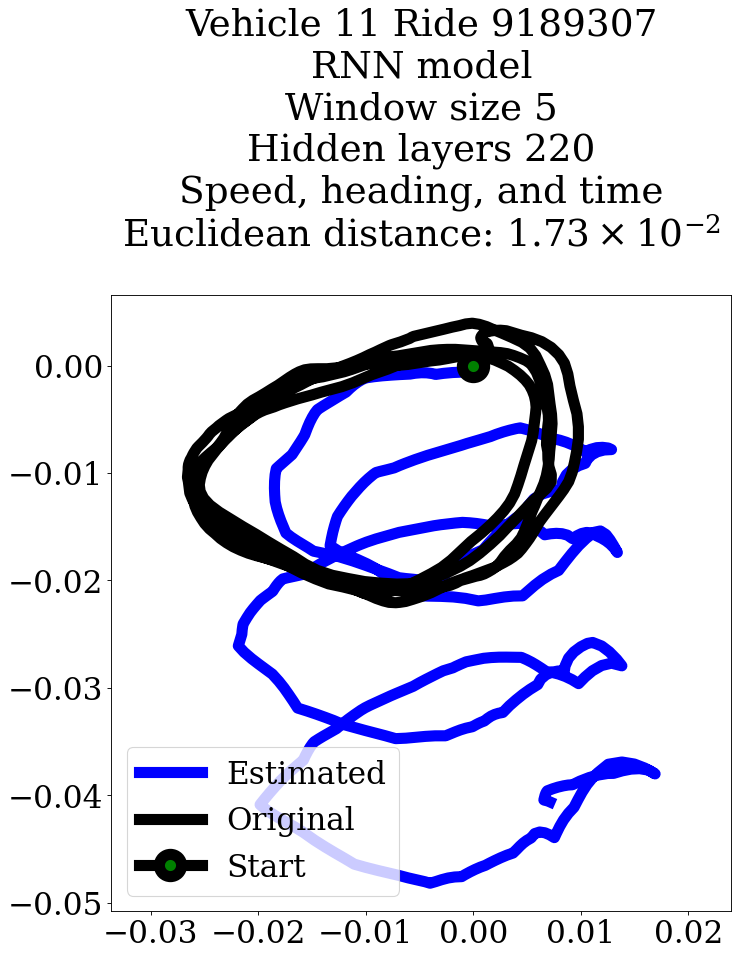 Vehicle 11 Ride 9189307
RNN model
Window size 5
Hidden layers 220
Speed, heading, and time
Euclidean distance: 1.73 × 10⁻²
0.00
−0.01
−0.02
−0.03
−0.04
−0.05
Estimated
Original
Start
−0.03 −0.02 −0.01 0.00 0.01 0.02